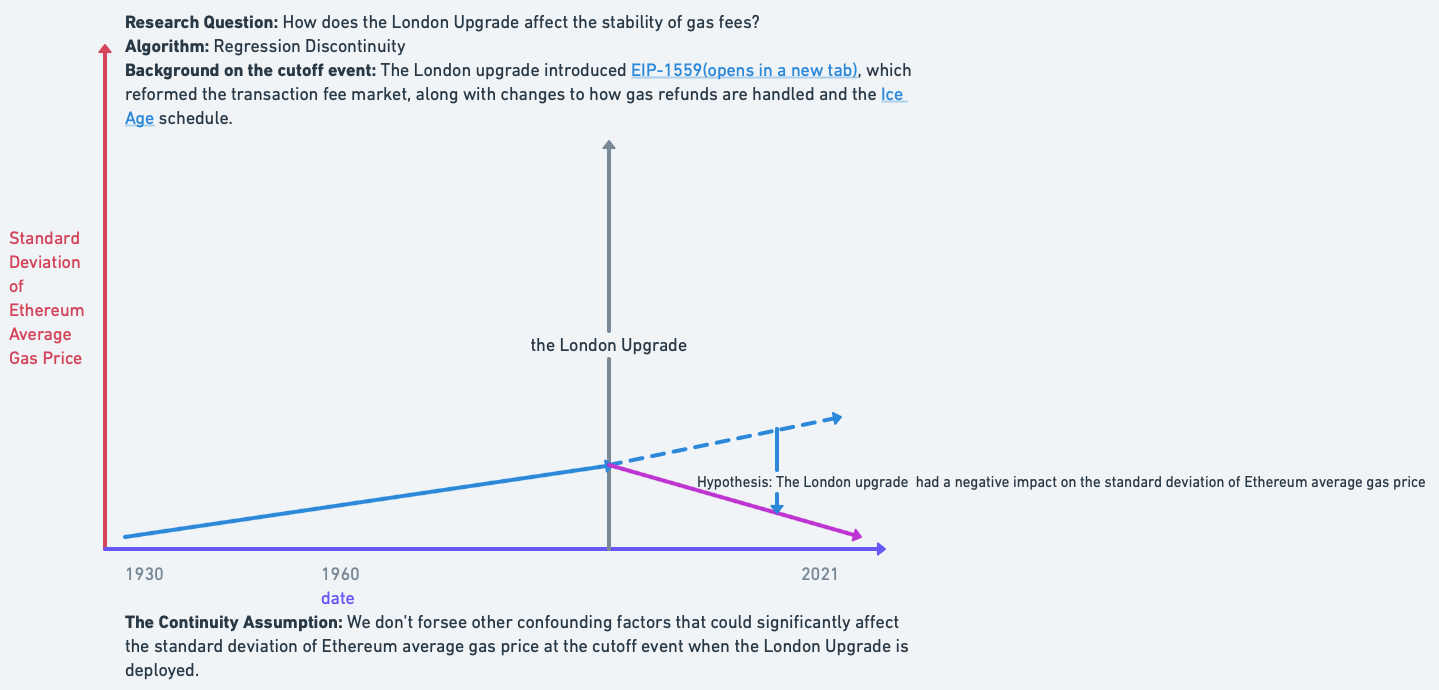 Research Question: How does the London Upgrade affect the stability of gas fees?
Algorithm: Regression Discontinuity
Background on the cutoff event: The London upgrade introduced EIP-1559(opens in a new tab), which
reformed the transaction fee market, along with changes to how gas refunds are handled and the Ice
Age schedule.
Standard
Deviation
of
Ethereum
Average
Gas Price
the London Upgrade
Hypothesis: The London upgrade had a negative impact on the standard deviation of Ethereum average gas price
1930 1960 2021
date
The Continuity Assumption: We don't forsee other confounding factors that could significantly affect
the standard deviation of Ethereum average gas price at the cutoff event when the London Upgrade is
deployed.